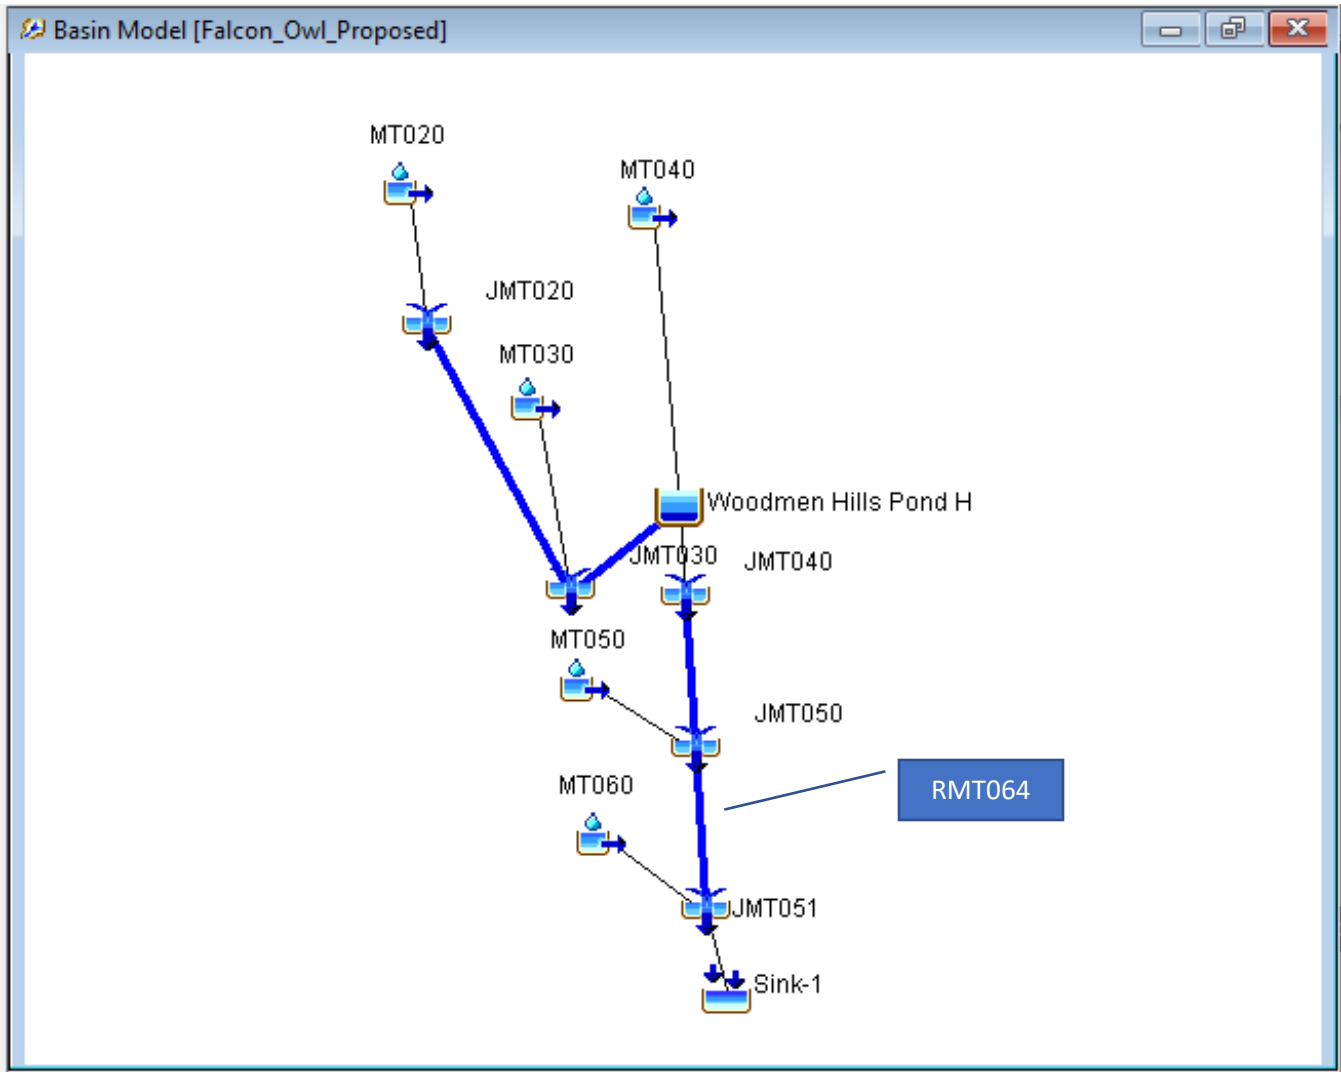 Basin Model [Falcon_Owl_Proposed]
MT020
MT040
JMT020
MT030
Woodmen Hills Pond H
JMT030
JMT040
MT050
JMT050
RMT064
MT060
JMT051
Sink-1